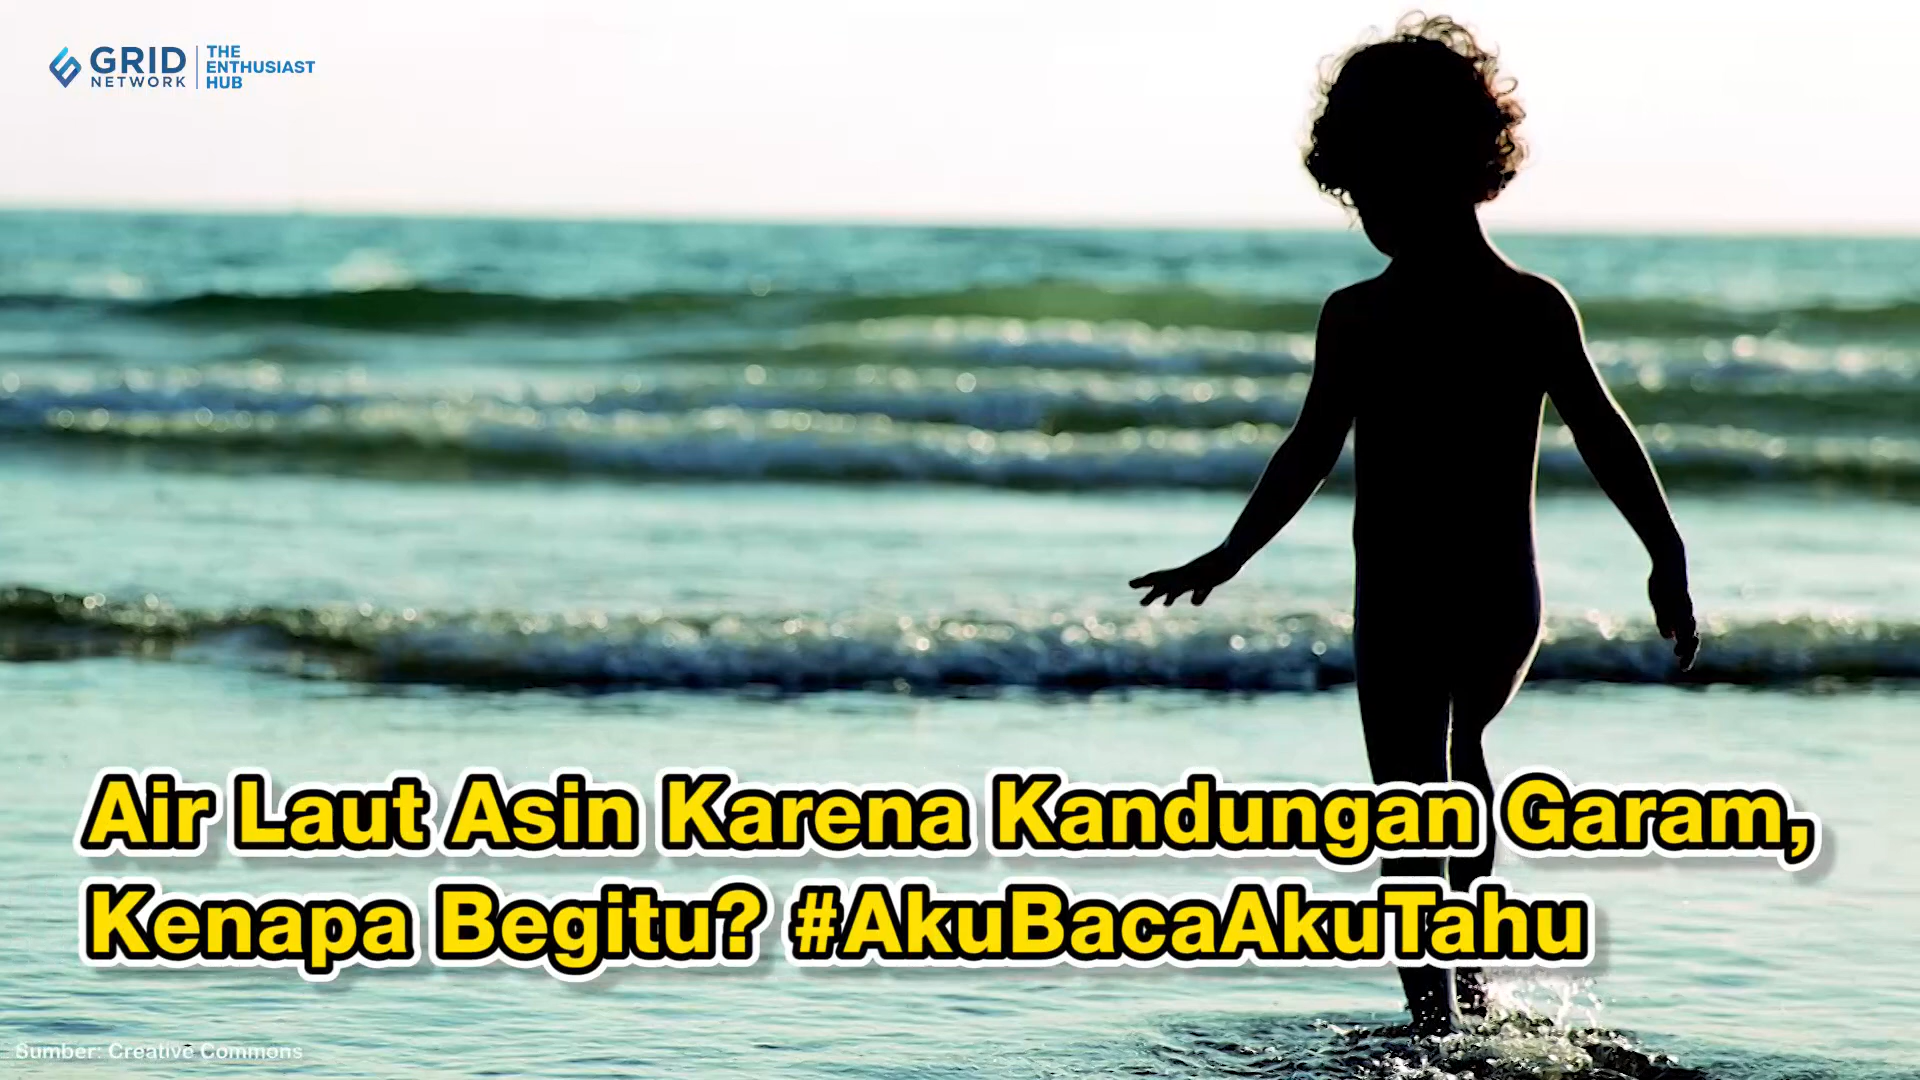 GRID
NETWORK
THE
ENTHUSIAST
HUB
Air Laut Asin Karena Kandungan Garam,
Kenapa Begitu? #AkuBacaAkuTahu
Sumber: Creative Commons